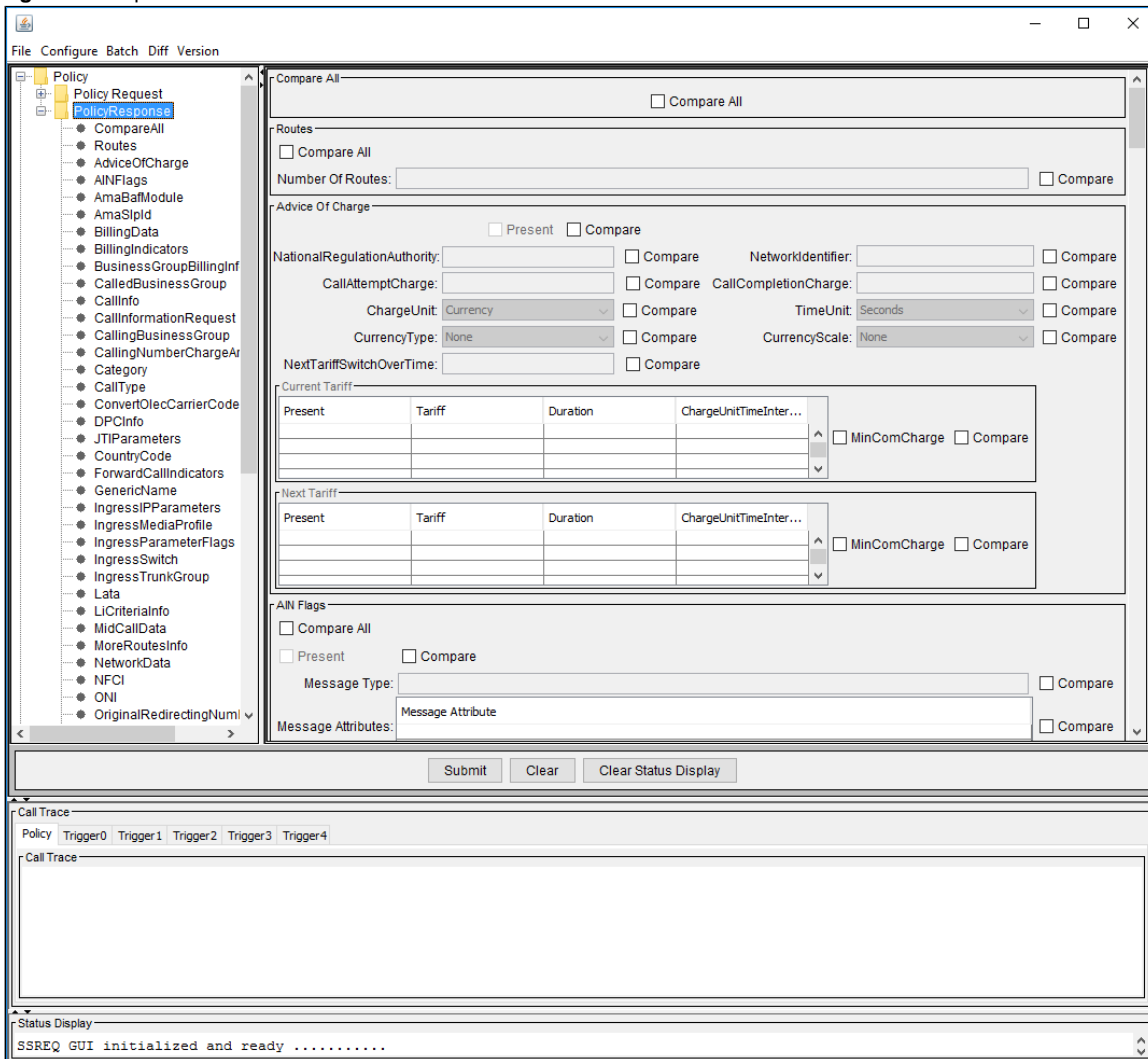 File Configure Batch Diff Version
Policy
Policy Request
PolicyResponse
CompareAll
Routes
AdviceOfCharge
AINFlags
AmaBafModule
AmaSlpId
BillingData
BillingIndicators
BusinessGroupBillingInf
CalledBusinessGroup
CallInfo
CallInformationRequest
CallingBusinessGroup
CallingNumberChargeAr
Category
CallType
ConvertOlecCarrierCode
DPCInfo
JTIParameters
CountryCode
ForwardCallIndicators
GenericName
IngressIPParameters
IngressMediaProfile
IngressParameterFlags
IngressSwitch
IngressTrunkGroup
Lata
LiCriteriaInfo
MidCallData
MoreRoutesInfo
NetworkData
NFCI
ONI
Compare All
Compare All
Routes
Compare All
Number Of Routes: Compare
Advice Of Charge
Present Compare
NationalRegulationAuthority: Compare NetworkIdentifier: Compare
CallAttemptCharge: Compare CallCompletionCharge: Compare
ChargeUnit: Currency Compare TimeUnit: Seconds Compare
CurrencyType: None Compare CurrencyScale: None Compare
NextTariffSwitchOverTime: Compare
Current Tariff
Present Tariff Duration ChargeUnitTimeInter...
MinComCharge Compare
Next Tariff
Present Tariff Duration ChargeUnitTimeInter...
MinComCharge Compare
AIN Flags
Compare All
Present Compare
Message Type: Compare
Message Attribute
Message Attributes: Compare
Submit Clear Clear Status Display
Call Trace
Policy Trigger0 Trigger1 Trigger2 Trigger3 Trigger4
Call Trace
Status Display
SSREQ GUI initialized and ready ...........